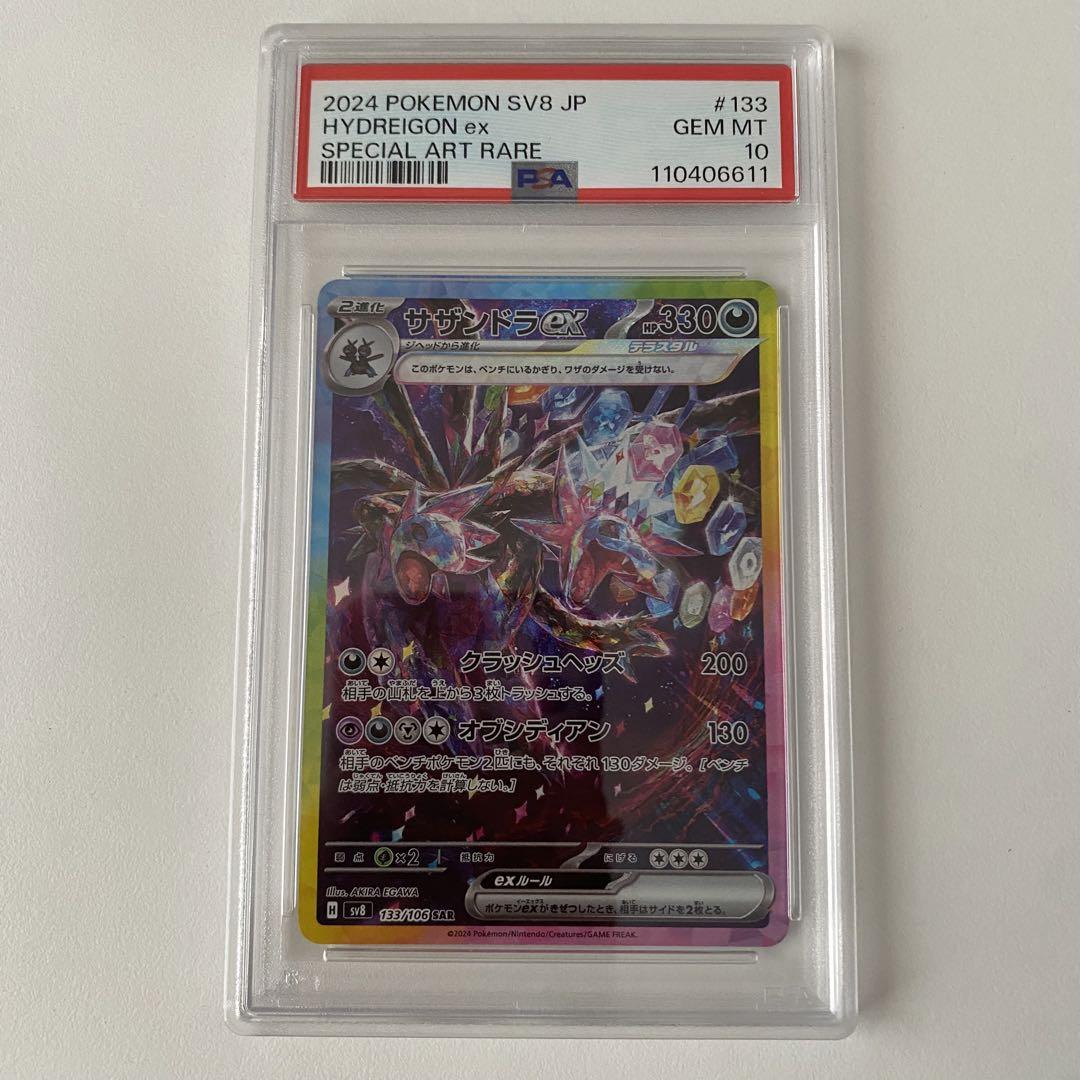 2024 POKEMON SV8 JP #133
HYDREIGON ex GEM MT
SPECIAL ART RARE 10
PSA 110406611
2進化 サザンドラex HP330
ジヘッドから進化 テラスタル
このポケモンは、ベンチにいるかぎり、ワザのダメージを受けない。
クラッシュヘッズ 200
相手の山札を上から3枚トラッシュする。
オブシディアン 130
相手のベンチポケモン2匹にも、それぞれ130ダメージ。[ベンチ
は弱点・抵抗力を計算しない。]
弱点 ×2 抵抗力 にげる
Illus. AKIRA EGAWA
exルール
ポケモンexがきぜつしたとき、相手はサイドを2枚とる。
H sv8 133/106 SAR
©2024 Pokémon/Nintendo/Creatures/GAME FREAK.